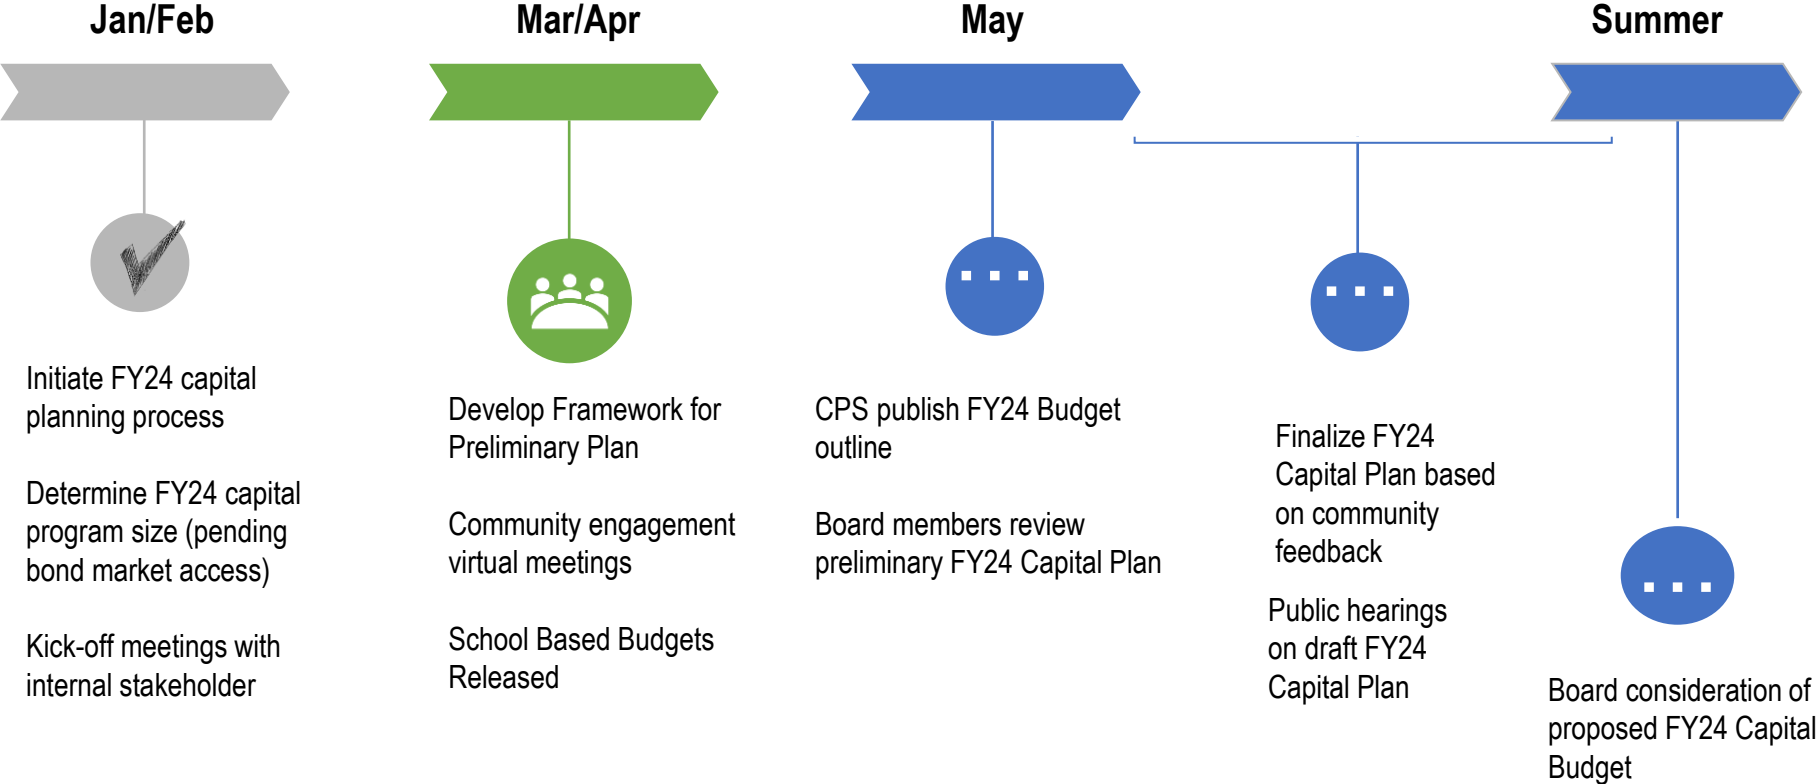 Jan/Feb
Mar/Apr
May
Summer
Initiate FY24 capital
planning process
Determine FY24 capital
program size (pending
bond market access)
Kick-off meetings with
internal stakeholder
Develop Framework for
Preliminary Plan
Community engagement
virtual meetings
School Based Budgets
Released
CPS publish FY24 Budget
outline
Board members review
preliminary FY24 Capital Plan
Finalize FY24
Capital Plan based
on community
feedback
Public hearings
on draft FY24
Capital Plan
Board consideration of
proposed FY24 Capital
Budget